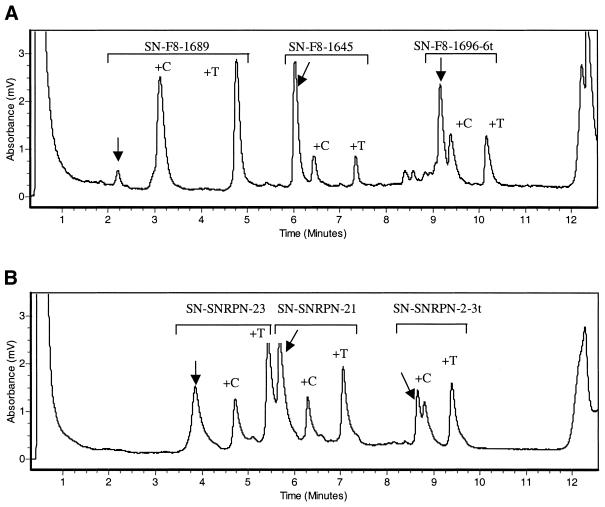 A
SN-F8-1689 SN-F8-1645 SN-F8-1696-6t
+C +T +C +T +C +T
Absorbance (mV)
3
2
1
0
1 2 3 4 5 6 7 8 9 10 11 12
Time (Minutes)
B
SN-SNRPN-23 SN-SNRPN-21 SN-SNRPN-2-3t
+C +T +C +T +C +T
Absorbance (mV)
3
2
1
0
1 2 3 4 5 6 7 8 9 10 11 12
Time (Minutes)